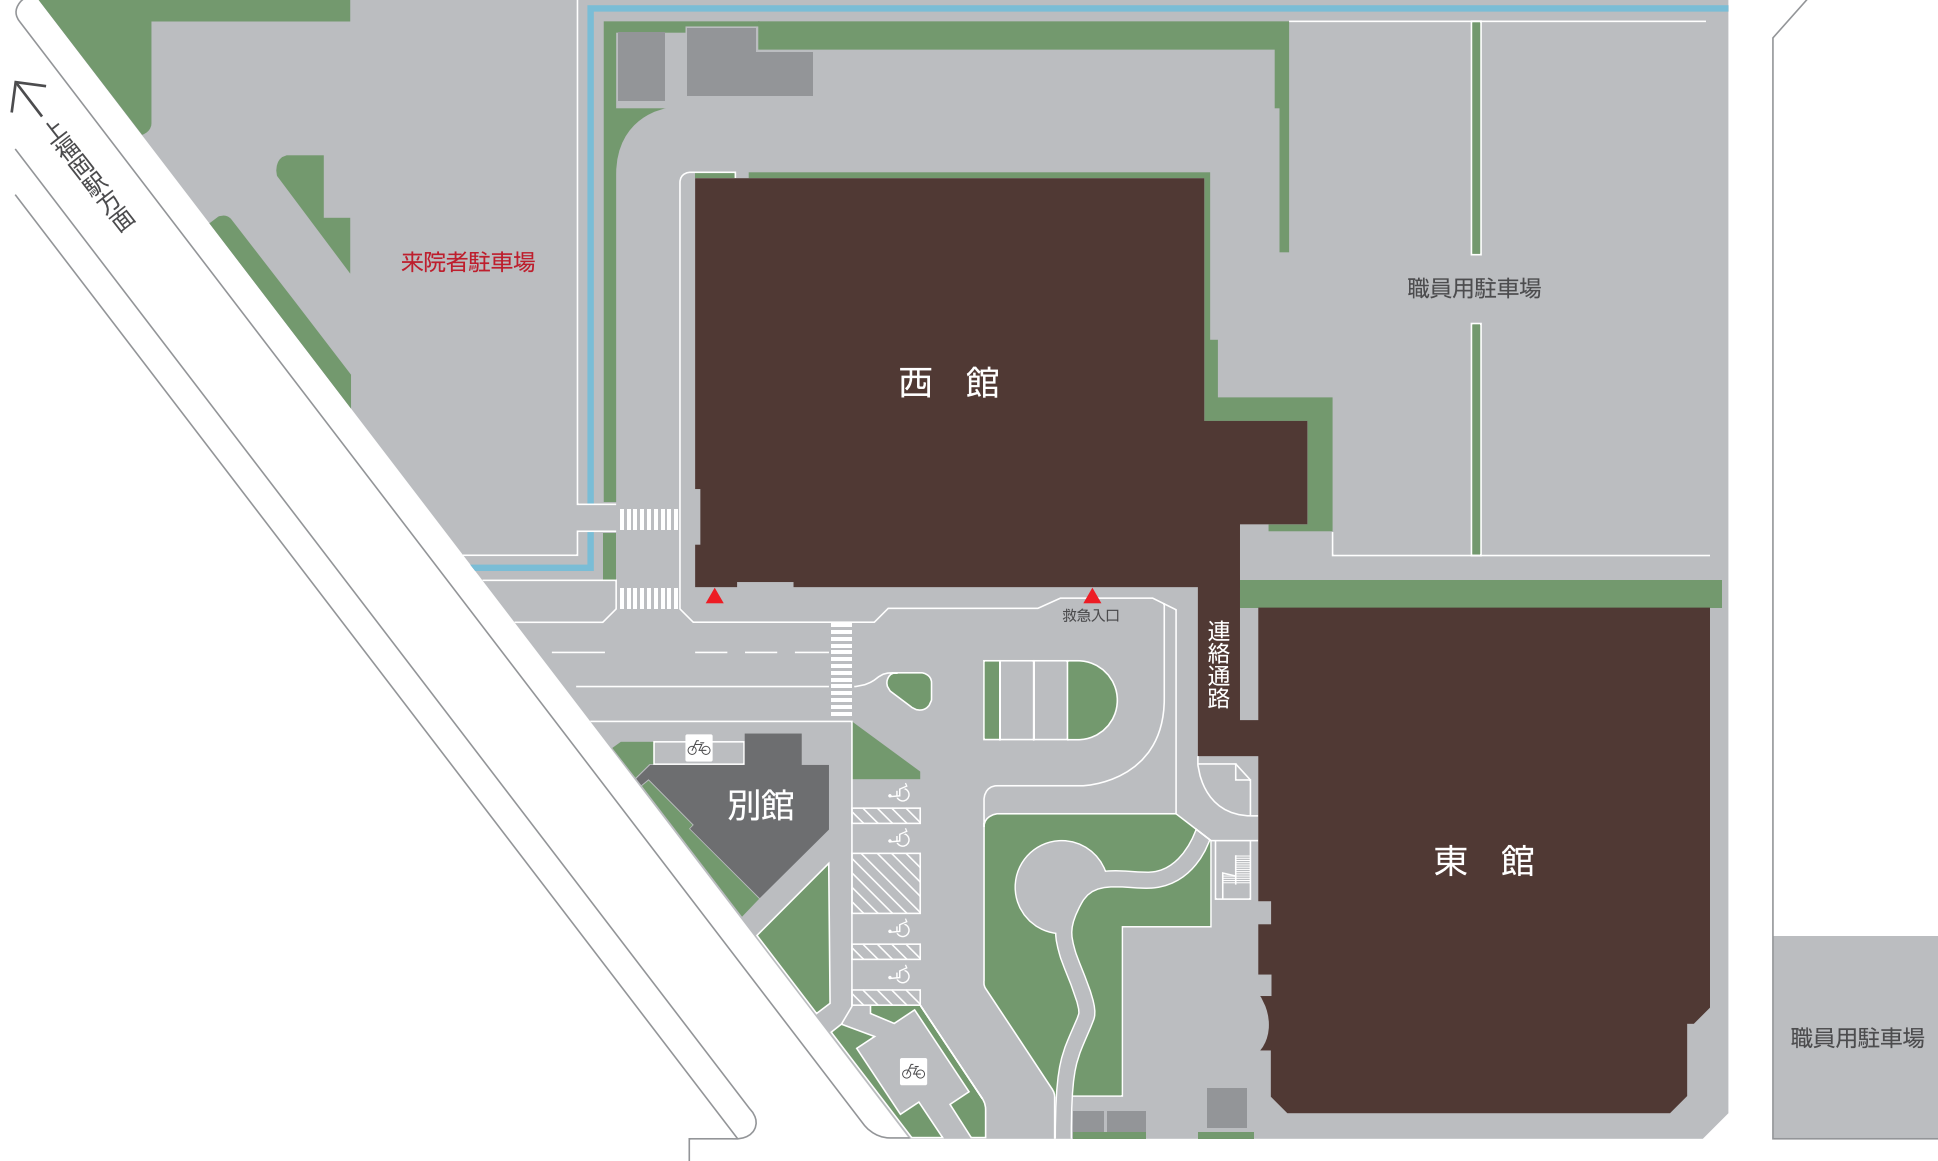 上福岡駅方面
来院者駐車場
職員用駐車場
西 館
救急入口
連絡通路
別館
東 館
職員用駐車場